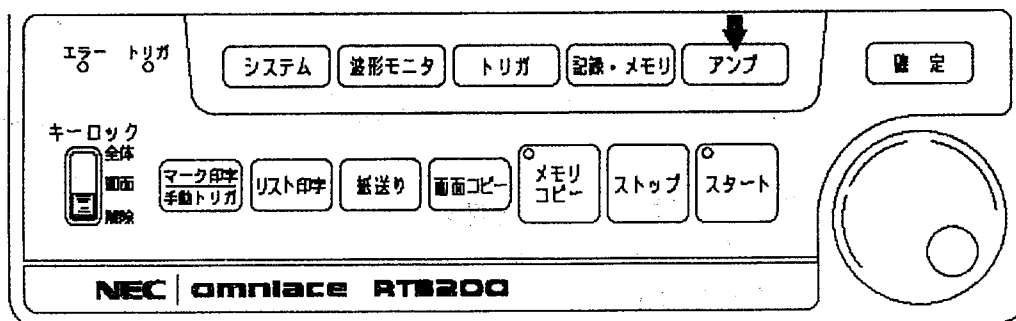 エラー トリガ
システム 波形モニタ トリガ 記録・メモリ アンプ 確定
キーロック
全体
画面
解除
マーク印字
手動トリガ
リスト印字 紙送り 画面コピー
メモリ
コピー
ストップ スタート
NEC omniace RT3200